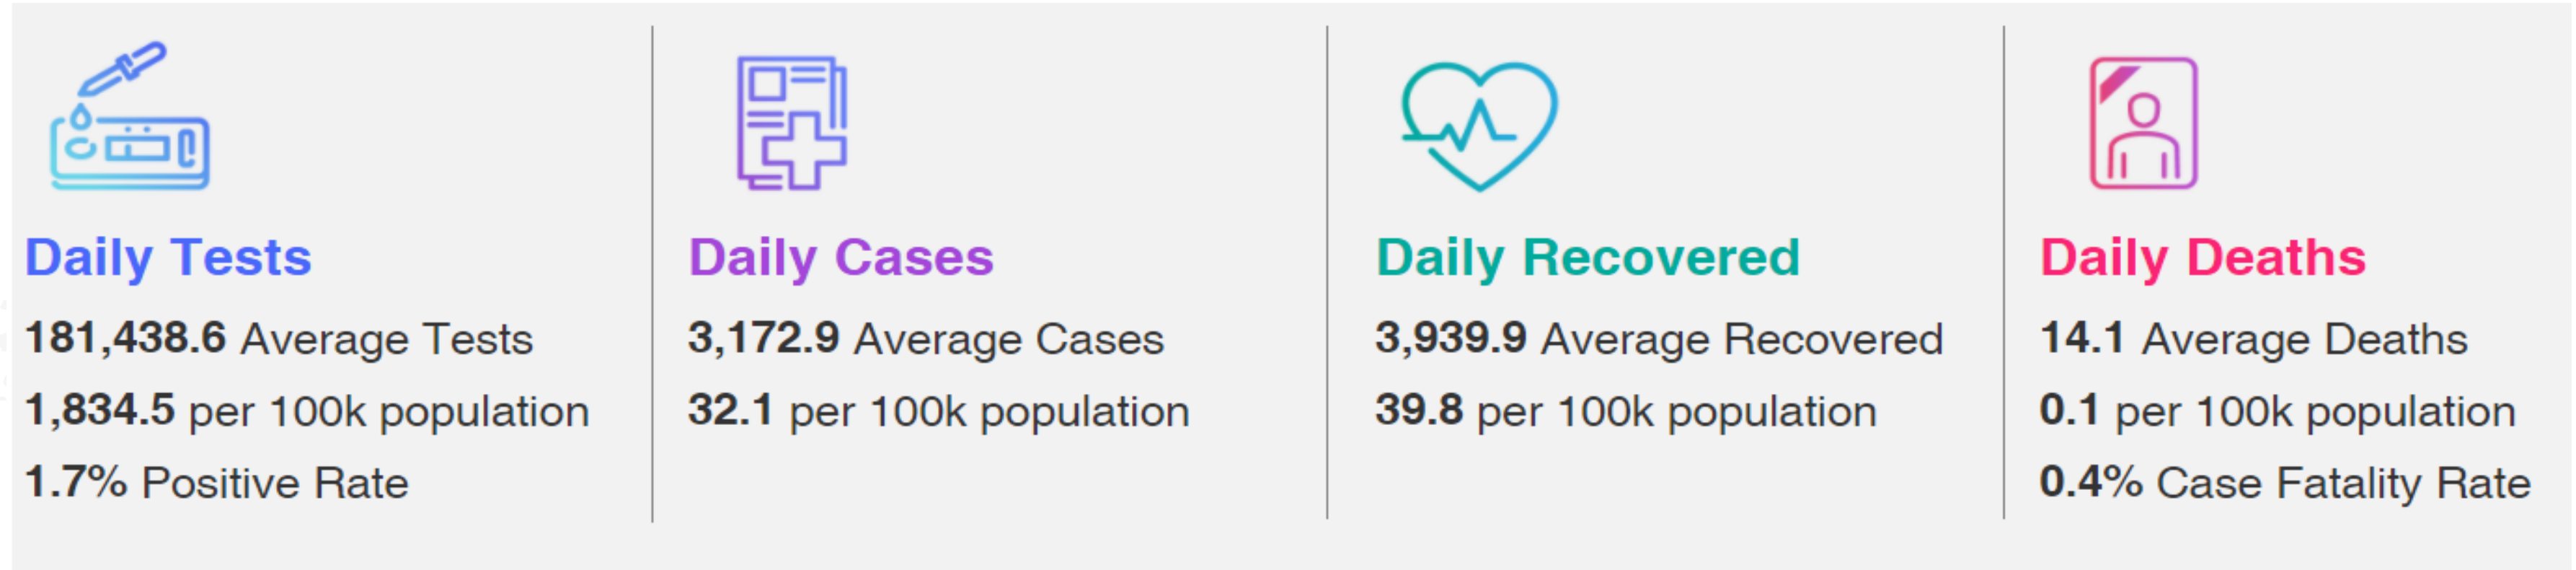 Daily Tests
181,438.6 Average Tests
1,834.5 per 100k population
1.7% Positive Rate
Daily Cases
3,172.9 Average Cases
32.1 per 100k population
Daily Recovered
3,939.9 Average Recovered
39.8 per 100k population
Daily Deaths
14.1 Average Deaths
0.1 per 100k population
0.4% Case Fatality Rate